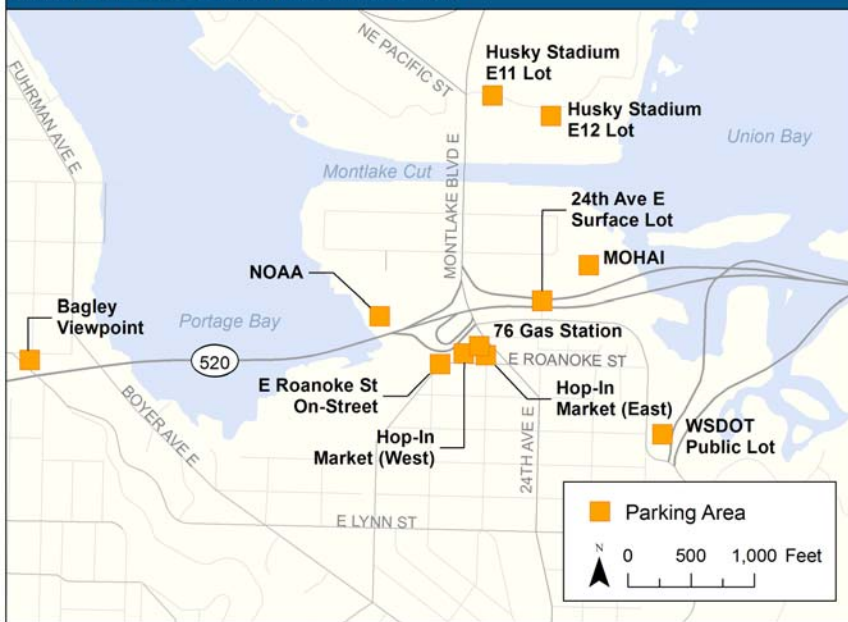 FUHRMAN AVE E
NE PACIFIC ST
Husky Stadium
E11 Lot
Husky Stadium
E12 Lot
Union Bay
Montlake Cut
MONTLAKE BLVD E
24th Ave E
Surface Lot
MOHAI
NOAA
Bagley
Viewpoint
Portage Bay
76 Gas Station
520
E ROANOKE ST
E Roanoke St
On-Street
Hop-In
Market (East)
BOYER AVE E
Hop-In
Market (West)
24TH AVE E
WSDOT
Public Lot
E LYNN ST
Parking Area
N
0 500 1,000 Feet